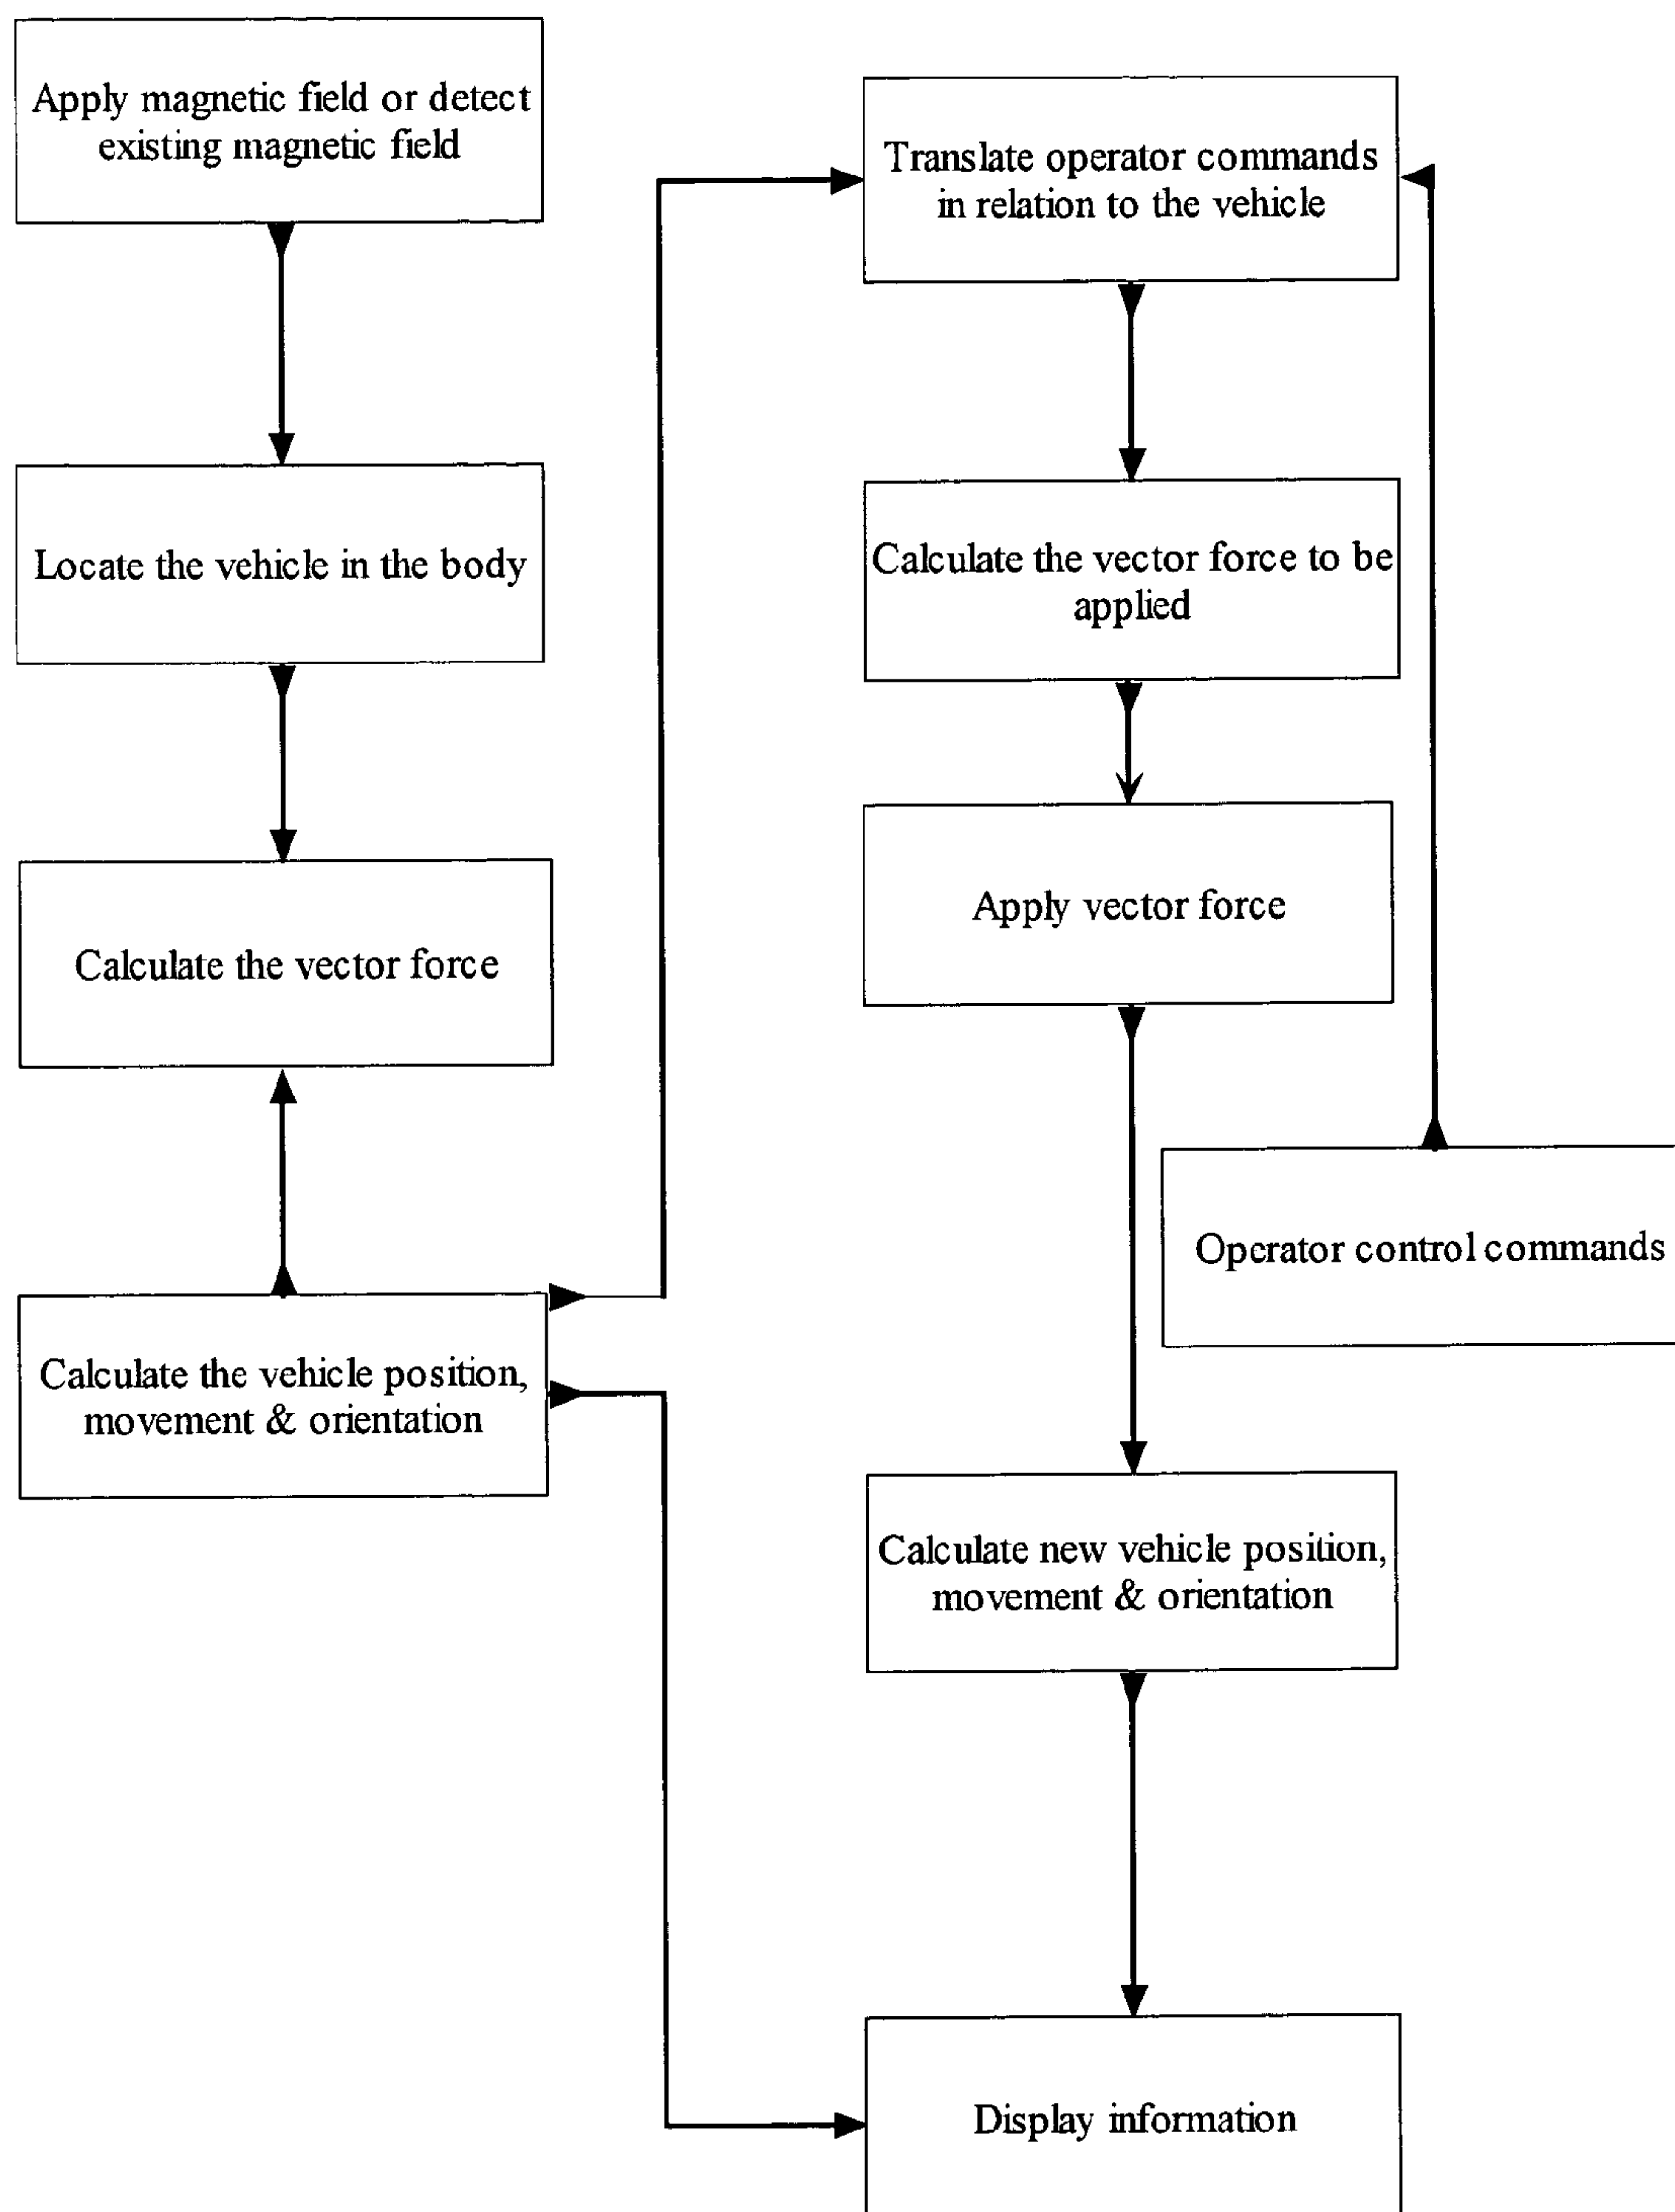 Apply magnetic field or detect
existing magnetic field
Locate the vehicle in the body
Calculate the vector force
Calculate the vehicle position,
movement & orientation
Translate operator commands
in relation to the vehicle
Calculate the vector force to be
applied
Apply vector force
Operator control commands
Calculate new vehicle position,
movement & orientation
Display information